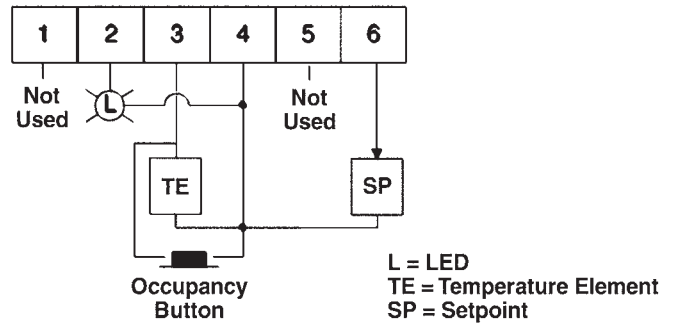 1 2 3 4 5 6
Not
Used
L
Not
Used
TE
SP
Occupancy
Button
L = LED
TE = Temperature Element
SP = Setpoint